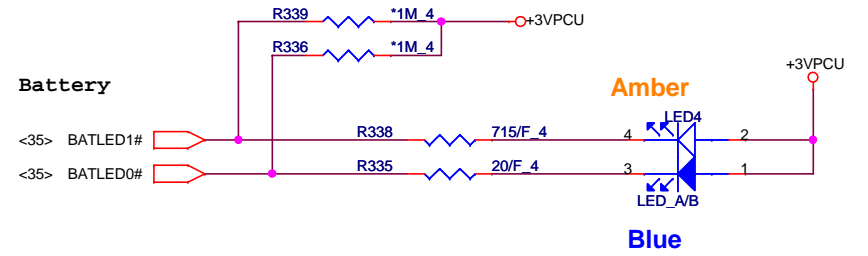 R339 *1M_4 +3VPCU
R336 *1M_4
+3VPCU
Battery
Amber
LED4
<35> BATLED1# R338 715/F_4 4 2
<35> BATLED0# R335 20/F_4 3 1
LED_A/B
Blue